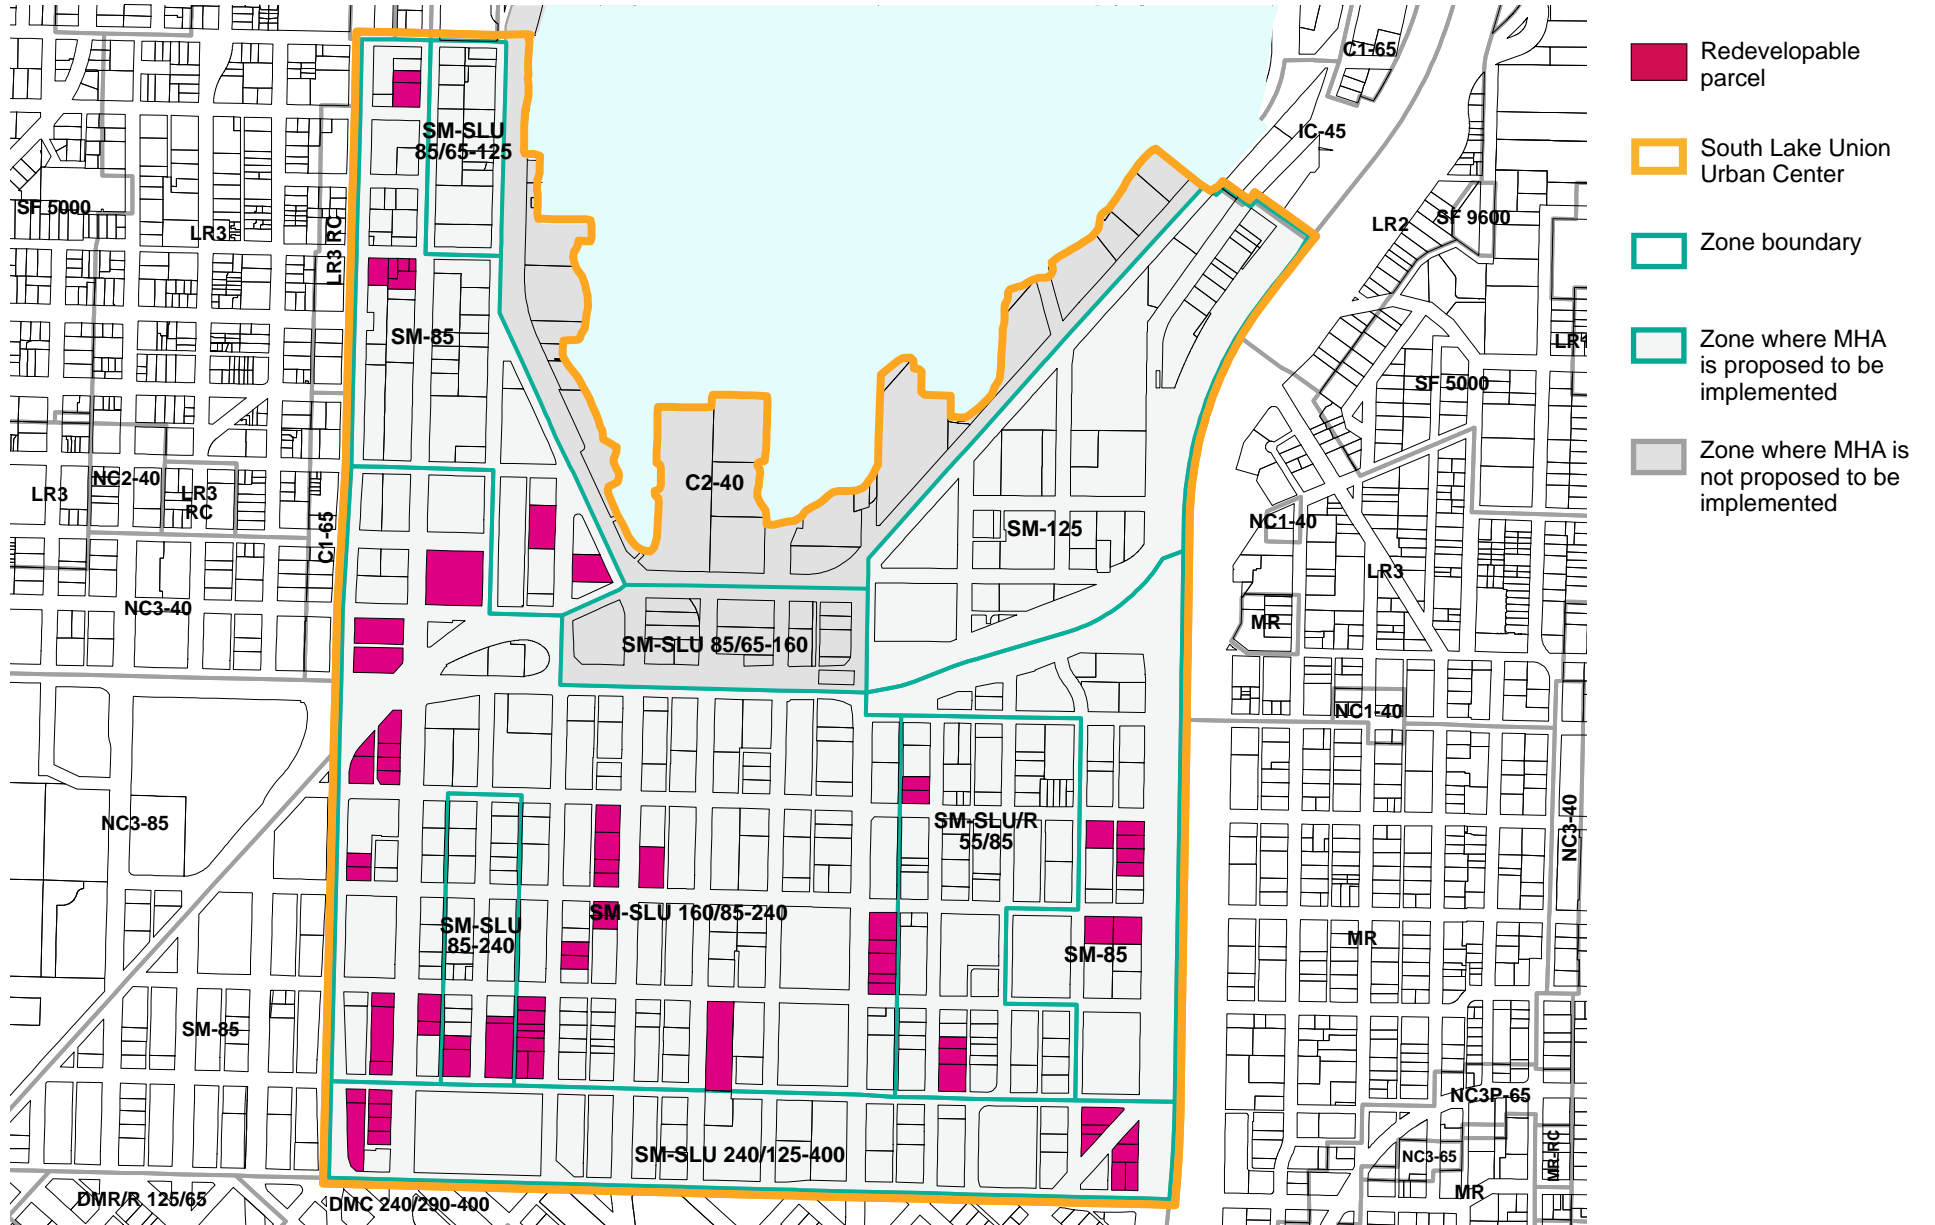 Redevelopable
parcel
South Lake Union
Urban Center
Zone boundary
Zone where MHA
is proposed to be
implemented
Zone where MHA is
not proposed to be
implemented
C1-65
IC-45
SM-SLU
85/65-125
SF 5000
LR3
LR3 RC
LR2
SF 9600
SM-85
LR1
SF 5000
NC2-40
LR3
LR3
RC
C2-40
C1-65
SM-125
NC1-40
LR3
NC3-40
MR
SM-SLU 85/65-160
NC1-40
NC3-85
SM-SLU/R
55/85
NC3-40
SM-SLU 160/85-240
SM-SLU
85-240
SM-85
MR
SM-85
NC3P-65
SM-SLU 240/125-400
NC3-65
MR-RC
MR
DMR/R 125/65
DMC 240/290-400